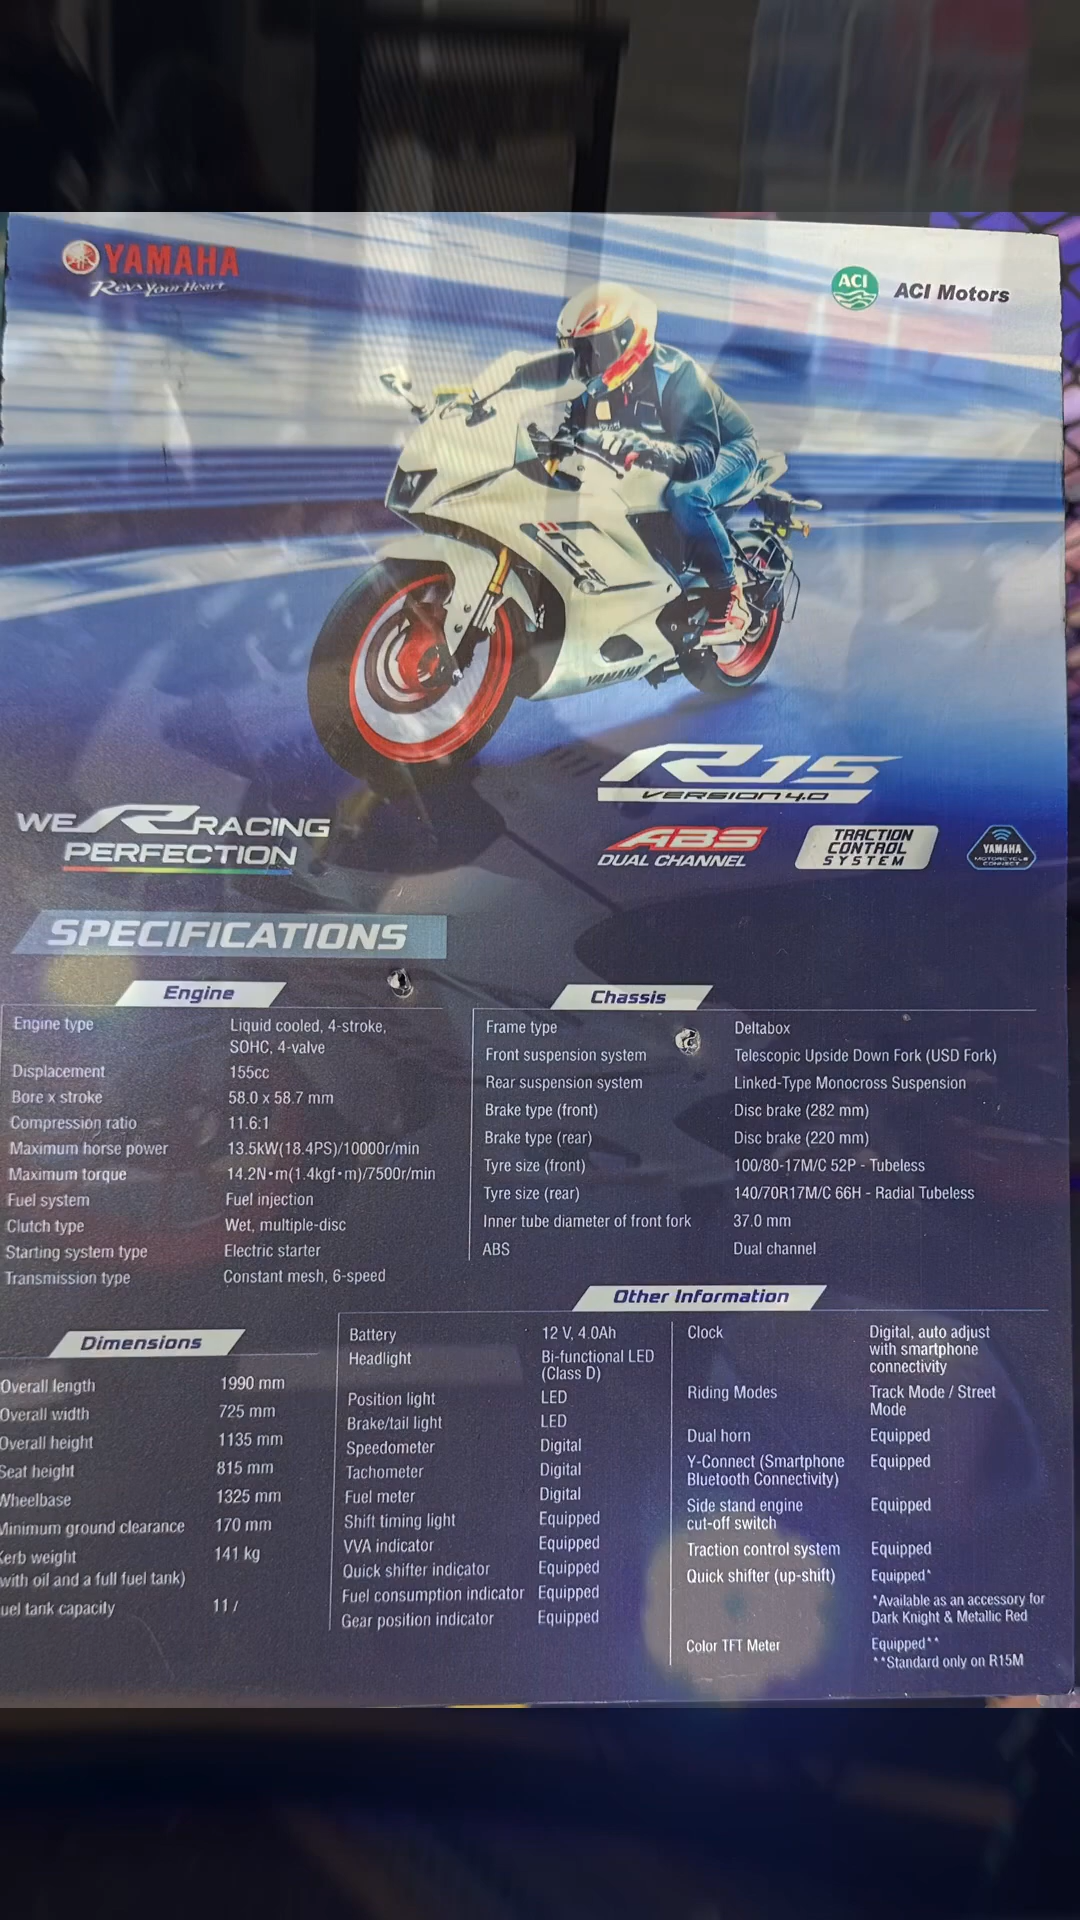 YAMAHA
Revs Your Heart
ACI
ACI Motors
R15
YAMAHA
R15
VERSION 4.0
WE R RACING
PERFECTION
ABS
DUAL CHANNEL
TRACTION
CONTROL
SYSTEM
YAMAHA
MOTORCYCLE
CONNECT
SPECIFICATIONS
Engine
Engine type Liquid cooled, 4-stroke,
SOHC, 4-valve
Displacement 155cc
Bore x stroke 58.0 x 58.7 mm
Compression ratio 11.6:1
Maximum horse power 13.5kW(18.4PS)/10000r/min
Maximum torque 14.2N•m(1.4kgf•m)/7500r/min
Fuel system Fuel injection
Clutch type Wet, multiple-disc
Starting system type Electric starter
Transmission type Constant mesh, 6-speed
Chassis
Frame type Deltabox
Front suspension system Telescopic Upside Down Fork (USD Fork)
Rear suspension system Linked-Type Monocross Suspension
Brake type (front) Disc brake (282 mm)
Brake type (rear) Disc brake (220 mm)
Tyre size (front) 100/80-17M/C 52P - Tubeless
Tyre size (rear) 140/70R17M/C 66H - Radial Tubeless
Inner tube diameter of front fork 37.0 mm
ABS Dual channel
Dimensions
Overall length 1990 mm
Overall width 725 mm
Overall height 1135 mm
Seat height 815 mm
Wheelbase 1325 mm
Minimum ground clearance 170 mm
Kerb weight 141 kg
(with oil and a full fuel tank)
uel tank capacity 11 l
Other Information
Battery 12 V, 4.0Ah
Headlight Bi-functional LED
(Class D)
Position light LED
Brake/tail light LED
Speedometer Digital
Tachometer Digital
Fuel meter Digital
Shift timing light Equipped
VVA indicator Equipped
Quick shifter indicator Equipped
Fuel consumption indicator Equipped
Gear position indicator Equipped
Clock Digital, auto adjust
with smartphone
connectivity
Riding Modes Track Mode / Street
Mode
Dual horn Equipped
Y-Connect (Smartphone Equipped
Bluetooth Connectivity)
Side stand engine Equipped
cut-off switch
Traction control system Equipped
Quick shifter (up-shift) Equipped*
*Available as an accessory for
Dark Knight & Metallic Red
Color TFT Meter Equipped**
**Standard only on R15M